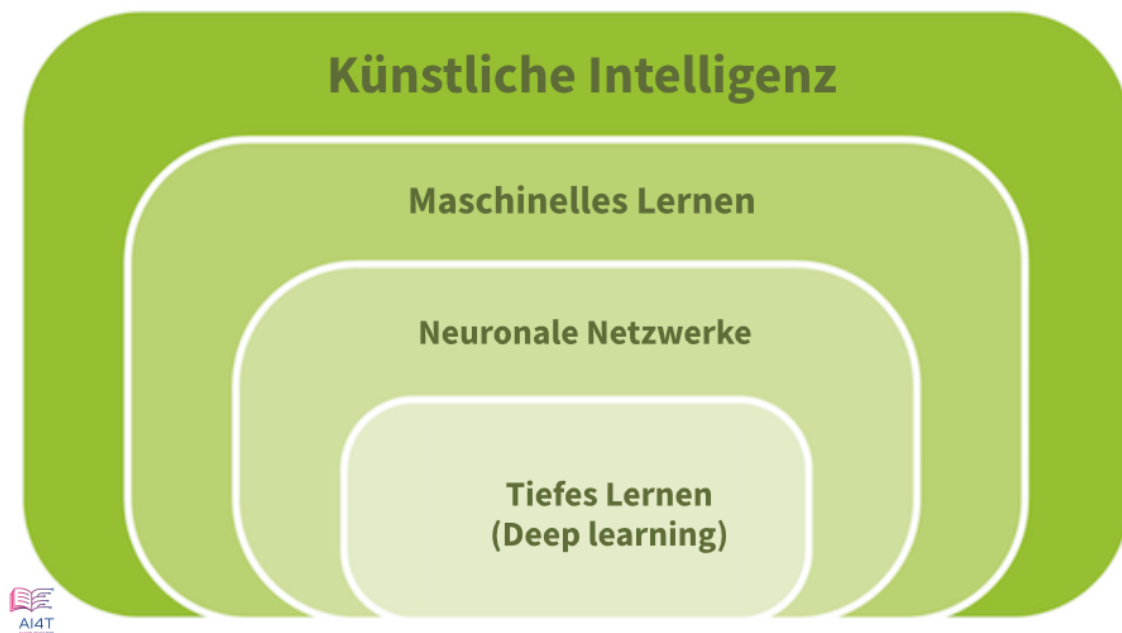 Künstliche Intelligenz
Maschinelles Lernen
Neuronale Netzwerke
Tiefes Lernen
(Deep learning)
AI4T